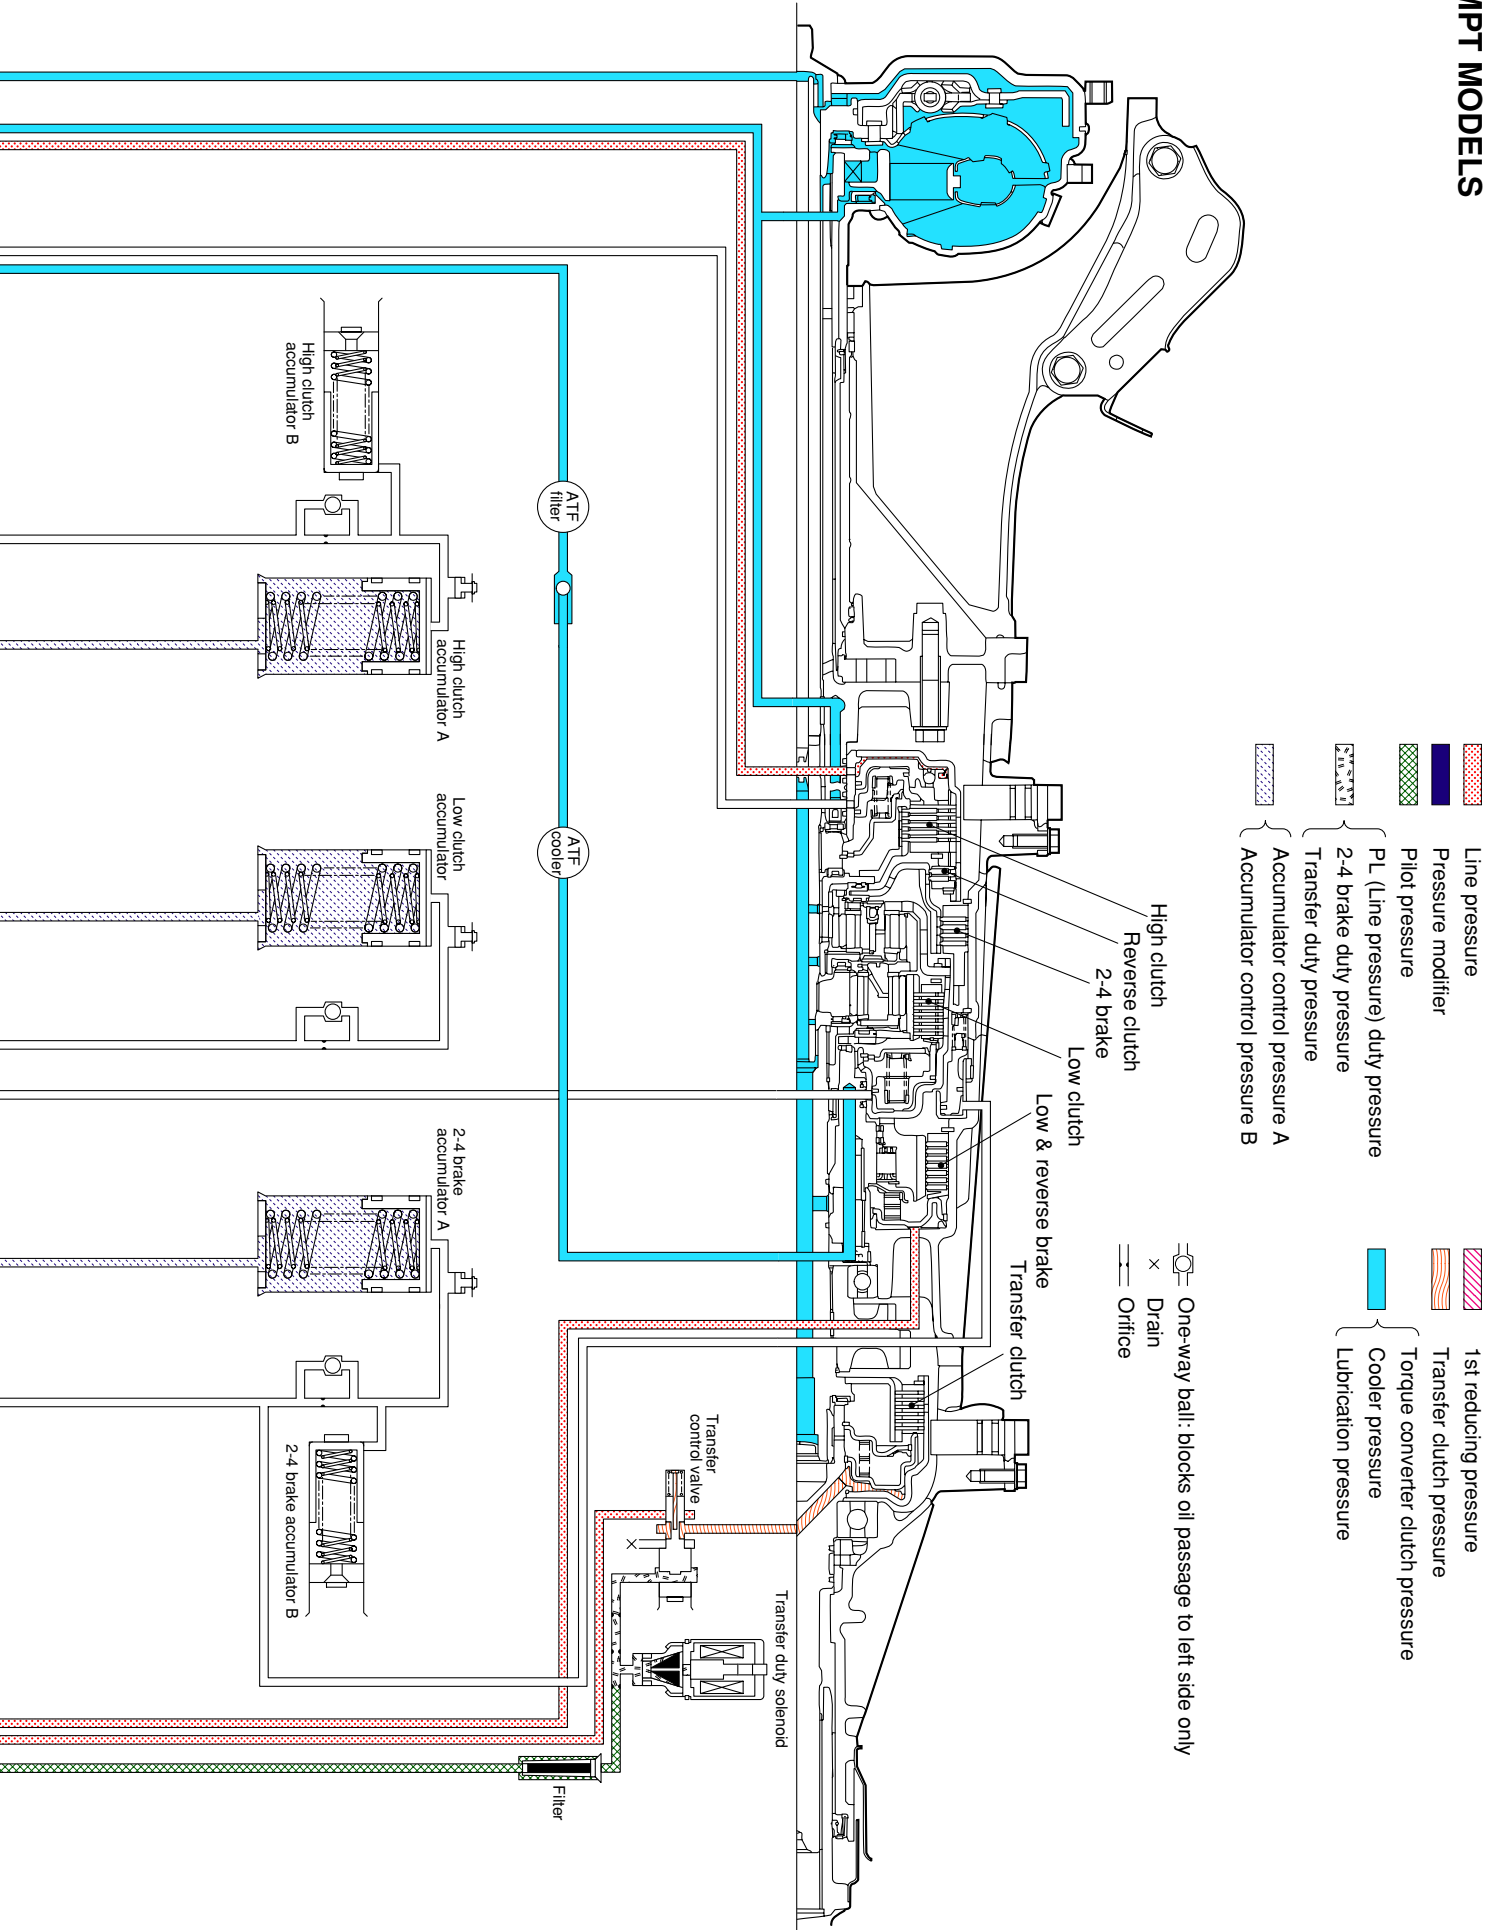 MPT MODELS
Line pressure
Pressure modifier
Pilot pressure
PL (Line pressure) duty pressure
2-4 brake duty pressure
Transfer duty pressure
Accumulator control pressure A
Accumulator control pressure B
1st reducing pressure
Transfer clutch pressure
Torque converter clutch pressure
Cooler pressure
Lubrication pressure
One-way ball: blocks oil passage to left side only
Drain
Orifice
High clutch
Reverse clutch
2-4 brake
Low clutch
Low & reverse brake
Transfer clutch
ATF
filter
ATF
cooler
High clutch
accumulator B
High clutch
accumulator A
Low clutch
accumulator
2-4 brake
accumulator A
2-4 brake accumulator B
Transfer
control valve
Transfer duty solenoid
Filter